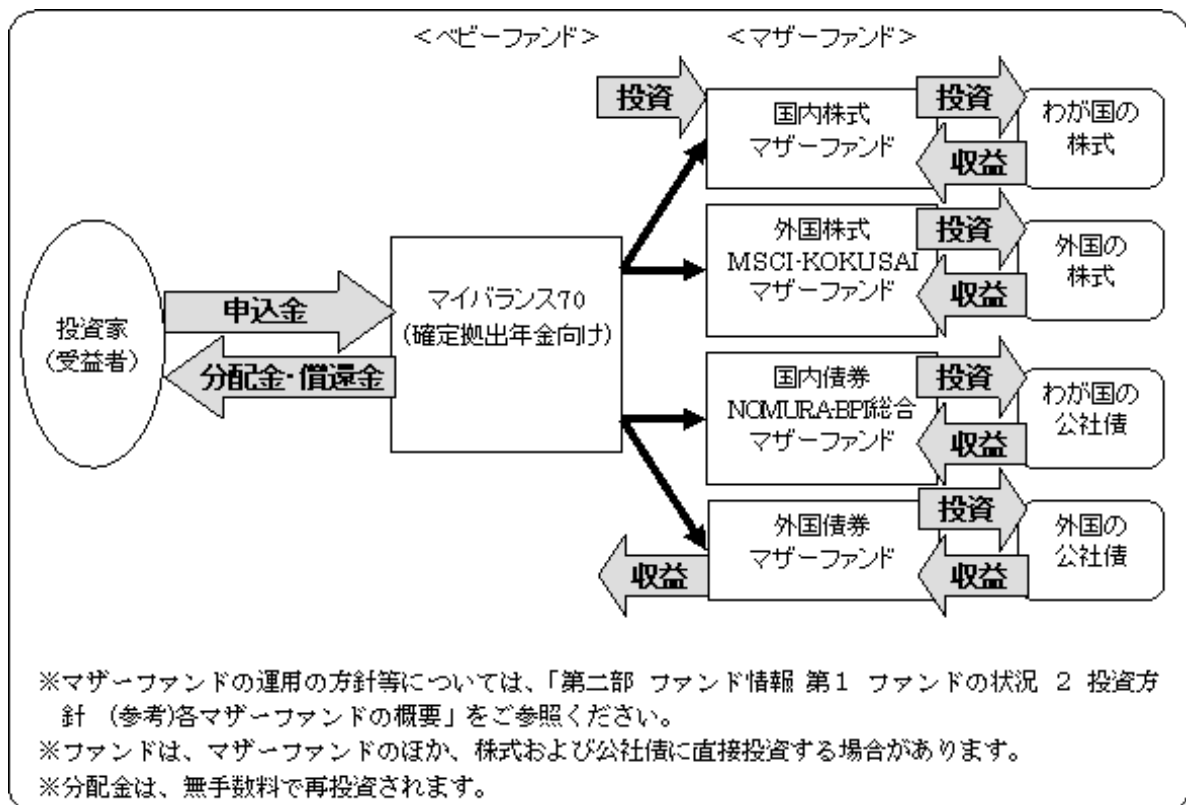 ＜ベビーファンド＞
＜マザーファンド＞
投資
国内株式
マザーファンド
投資
収益
わが国の
株式
外国株式
MSCI-KOKUSAI
マザーファンド
投資
収益
外国の
株式
投資家
(受益者)
申込金
分配金・償還金
マイバランス70
(確定拠出年金向け)
国内債券
NOMURA-BPI総合
マザーファンド
投資
収益
わが国の
公社債
外国債券
マザーファンド
収益
投資
収益
外国の
公社債
※マザーファンドの運用の方針等については、「第二部 ファンド情報 第1 ファンドの状況 2 投資方
針 (参考)各マザーファンドの概要」をご参照ください。
※ファンドは、マザーファンドのほか、株式および公社債に直接投資する場合があります。
※分配金は、無手数料で再投資されます。